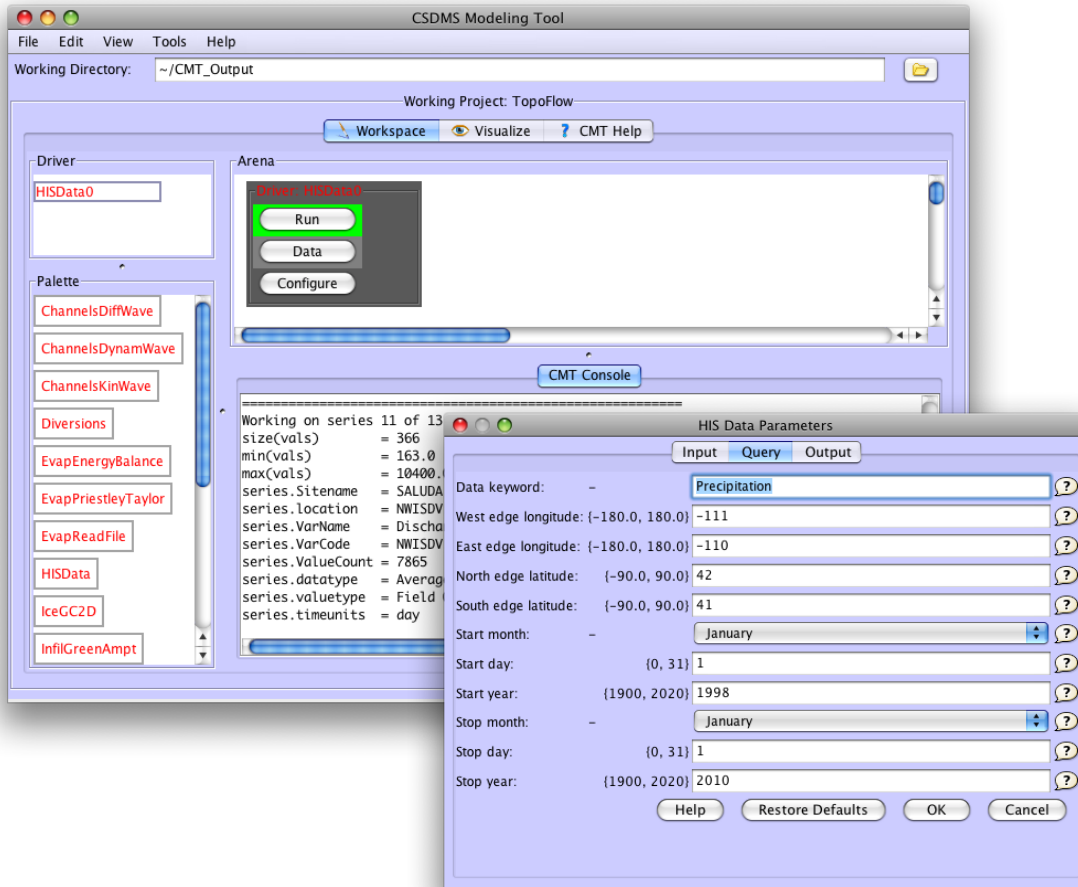 CSDMS Modeling Tool
File Edit View Tools Help
Working Directory: ~/CMT_Output
Working Project: TopoFlow
Workspace Visualize ? CMT Help
Driver
HISData0
Arena
Driver: HISData0
Run
Data
Configure
Palette
ChannelsDiffWave
ChannelsDynamWave
ChannelsKinWave
Diversions
EvapEnergyBalance
EvapPriestleyTaylor
EvapReadFile
HISData
IceGC2D
InfilGreenAmpt
CMT Console
========================================================
Working on series 11 of 13
size(vals) = 366
min(vals) = 163.0
max(vals) = 10400.
series.Sitename = SALUDA
series.location = NWISDV
series.VarName = Discha
series.VarCode = NWISDV
series.ValueCount = 7865
series.datatype = Averag
series.valuetype = Field
series.timeunits = day
HIS Data Parameters
Input Query Output
Data keyword: – Precipitation ?
West edge longitude: {-180.0, 180.0} -111 ?
East edge longitude: {-180.0, 180.0} -110 ?
North edge latitude: {-90.0, 90.0} 42 ?
South edge latitude: {-90.0, 90.0} 41 ?
Start month: – January ?
Start day: {0, 31} 1 ?
Start year: {1900, 2020} 1998 ?
Stop month: – January ?
Stop day: {0, 31} 1 ?
Stop year: {1900, 2020} 2010 ?
Help Restore Defaults OK Cancel